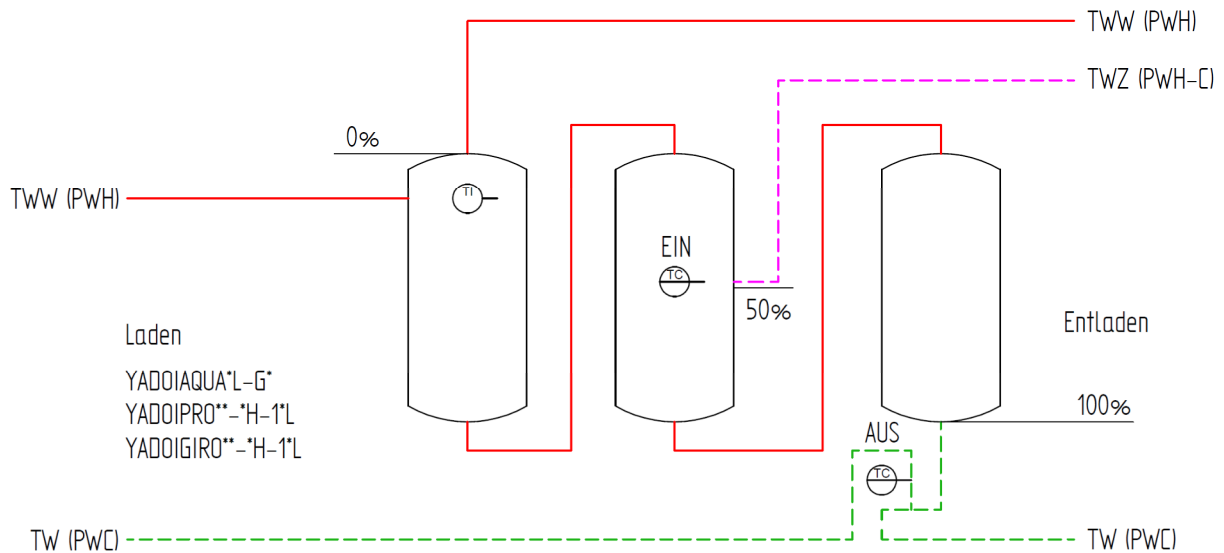 TWW (PWH)
TWZ (PWH-C)
0%
TWW (PWH)
TI
EIN
TC
50%
Laden
Entladen
YADOIAQUA*L-G*
YADOIPRO**-*H-1*L
YADOIGIRO**-*H-1*L
100%
AUS
TC
TW (PWC)
TW (PWC)